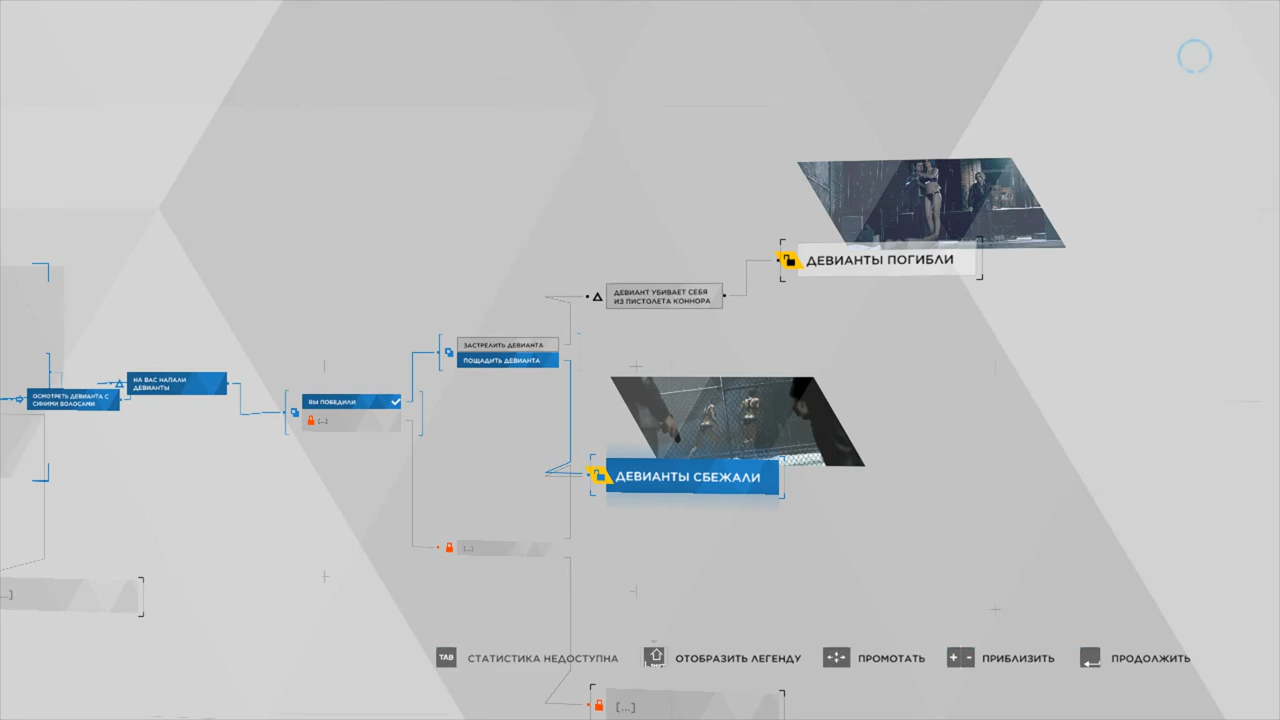 ДЕВИАНТЫ ПОГИБЛИ
ДЕВИАНТ УБИВАЕТ СЕБЯ
ИЗ ПИСТОЛЕТА КОННОРА
ЗАСТРЕЛИТЬ ДЕВИАНТА
ПОЩАДИТЬ ДЕВИАНТА
НА ВАС НАПАЛИ
ДЕВИАНТЫ
ОСМОТРЕТЬ ДЕВИАНТА С
СИНИМИ ВОЛОСАМИ
ВЫ ПОБЕДИЛИ
[...]
ДЕВИАНТЫ СБЕЖАЛИ
[...]
...]
TAB СТАТИСТИКА НЕДОСТУПНА
ОТОБРАЗИТЬ ЛЕГЕНДУ
ПРОМОТАТЬ
+ - ПРИБЛИЗИТЬ
ПРОДОЛЖИТЬ
[...]